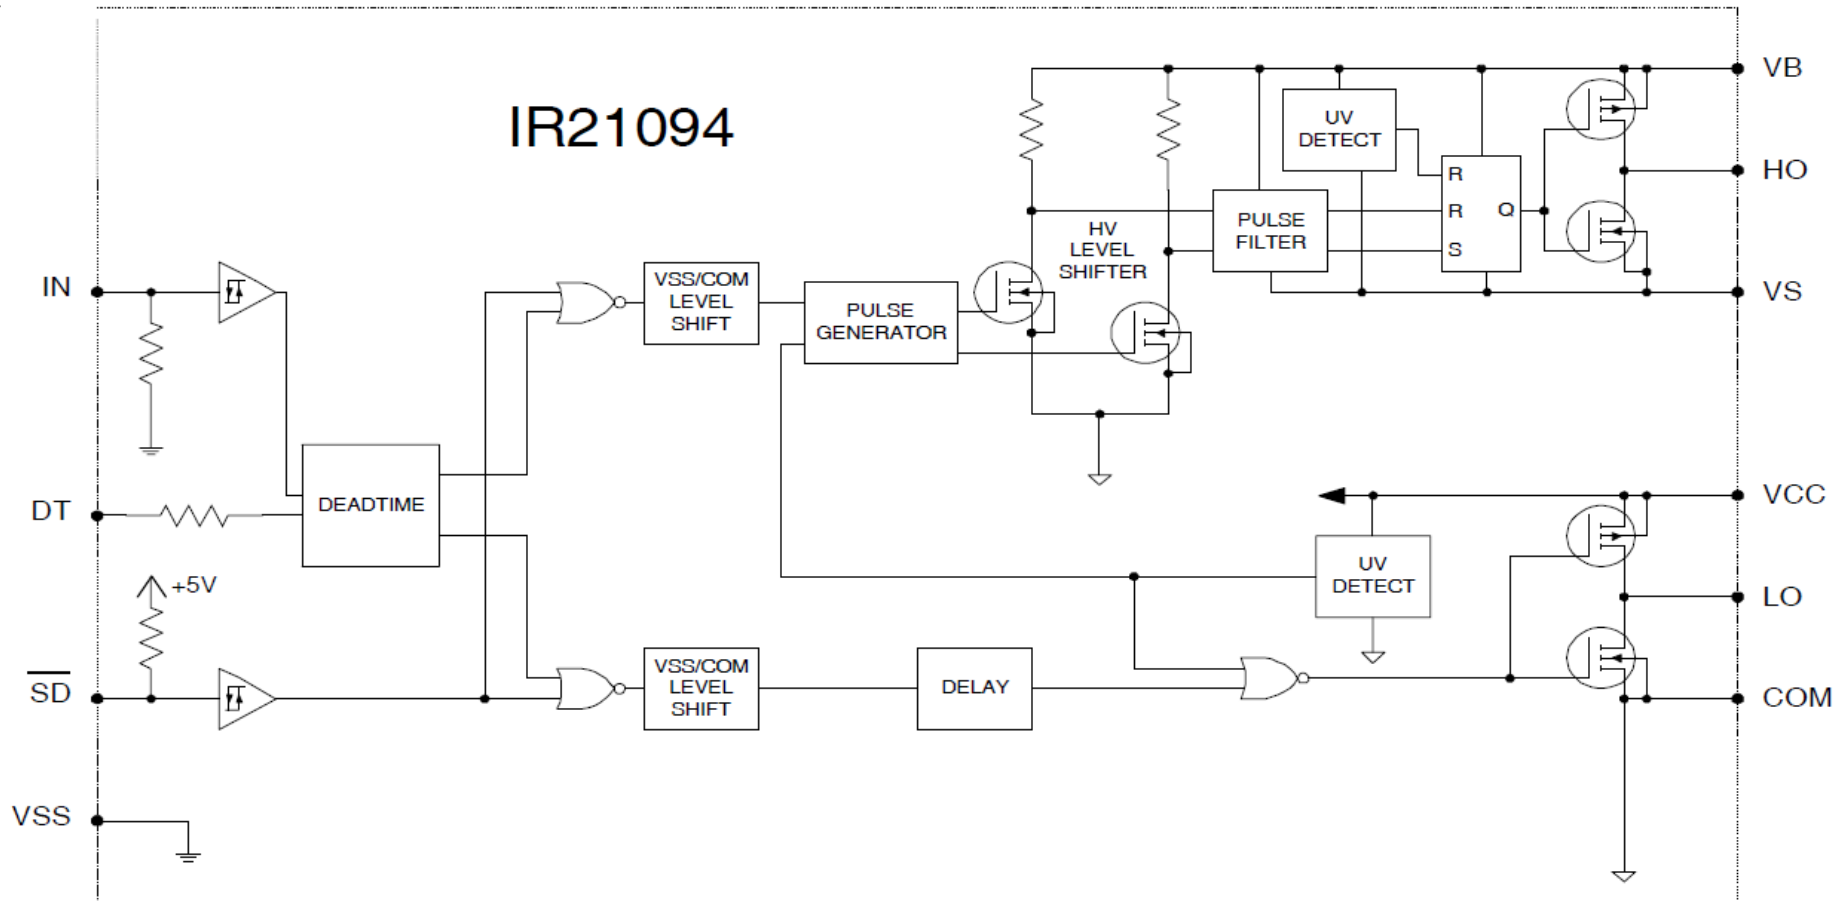 IR21094
VB
UV
DETECT
HO
R
R
Q
S
PULSE
FILTER
HV
LEVEL
SHIFTER
VS
IN
VSS/COM
LEVEL
SHIFT
PULSE
GENERATOR
DT
DEADTIME
VCC
UV
DETECT
+5V
LO
SD
VSS/COM
LEVEL
SHIFT
DELAY
COM
VSS